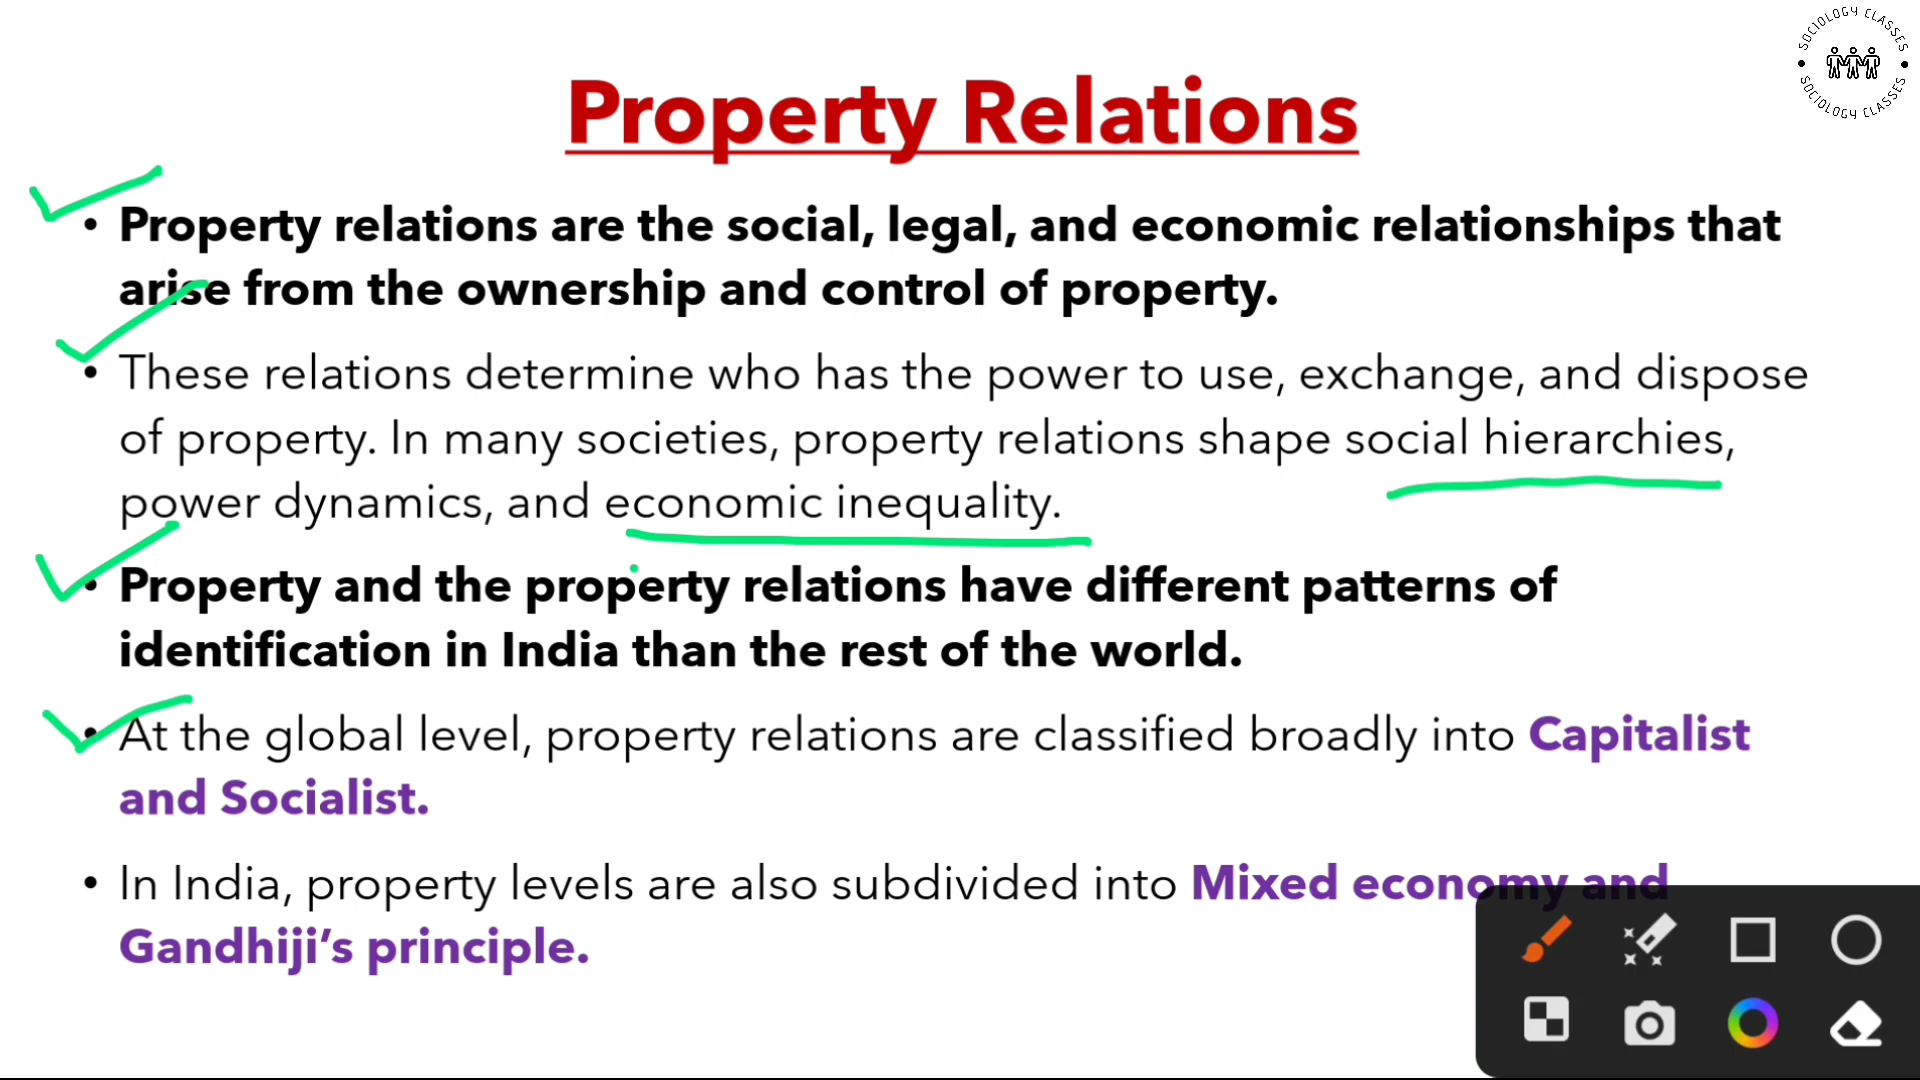 SOCIOLOGY CLASSES
SOCIOLOGY CLASSES
Property Relations
• Property relations are the social, legal, and economic relationships that
arise from the ownership and control of property.
• These relations determine who has the power to use, exchange, and dispose
of property. In many societies, property relations shape social hierarchies,
power dynamics, and economic inequality.
• Property and the property relations have different patterns of
identification in India than the rest of the world.
• At the global level, property relations are classified broadly into Capitalist
and Socialist.
• In India, property levels are also subdivided into Mixed economy and
Gandhiji’s principle.